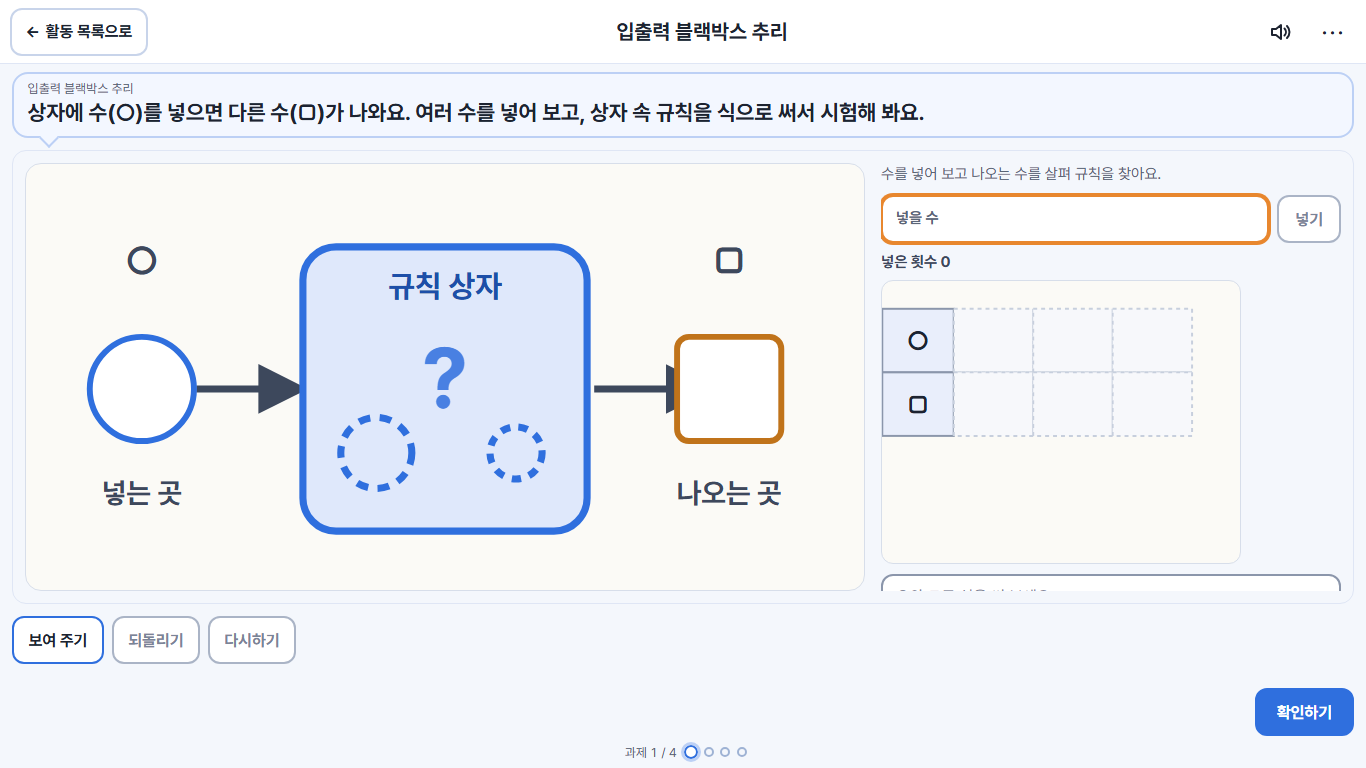 ← 활동 목록으로
입출력 블랙박스 추리
...
입출력 블랙박스 추리
상자에 수(○)를 넣으면 다른 수(□)가 나와요. 여러 수를 넣어 보고, 상자 속 규칙을 식으로 써서 시험해 봐요.
규칙 상자
?
넣는 곳
나오는 곳
수를 넣어 보고 나오는 수를 살펴 규칙을 찾아요.
넣을 수
넣기
넣은 횟수 0
○
□
보여 주기
되돌리기
다시하기
확인하기
과제 1 / 4